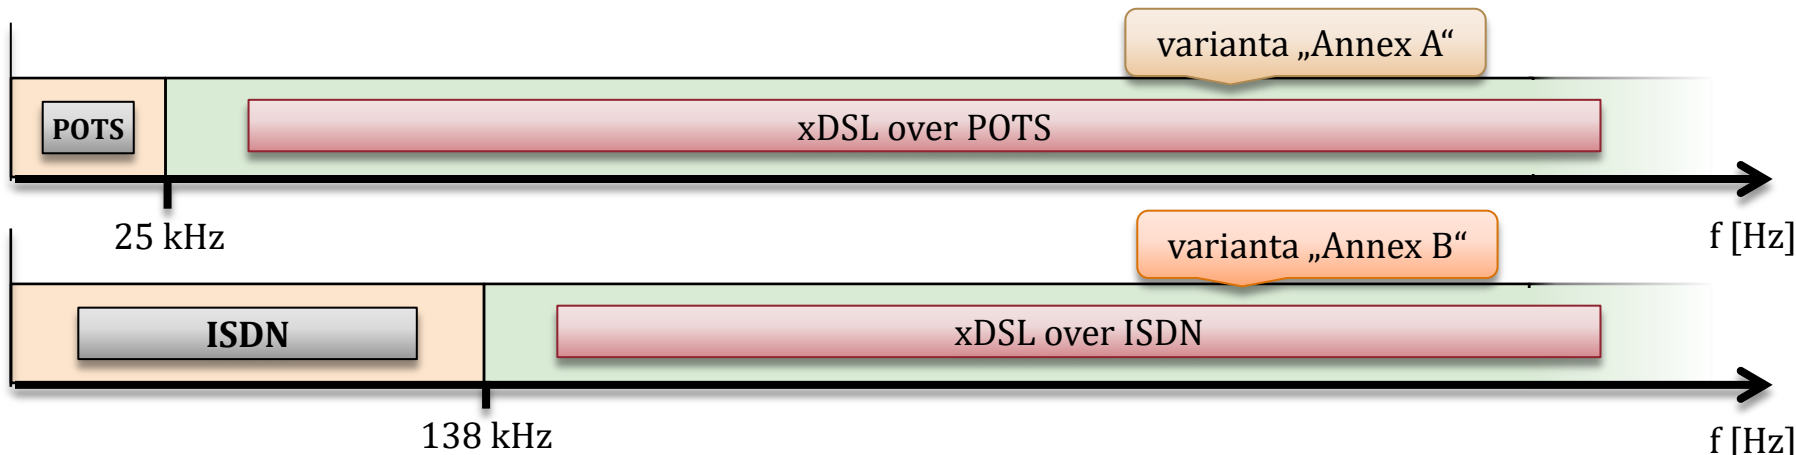 varianta „Annex A“
POTS
xDSL over POTS
25 kHz
f [Hz]
varianta „Annex B“
ISDN
xDSL over ISDN
138 kHz
f [Hz]